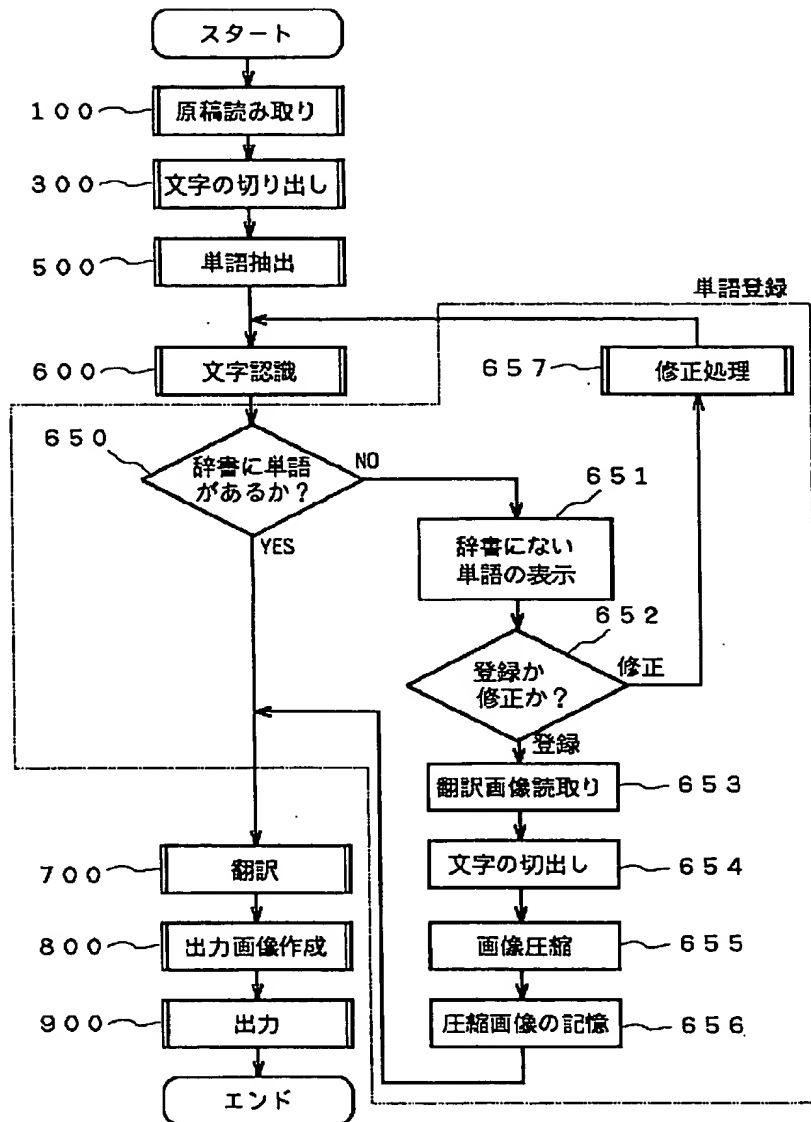 スタート
100
原稿読み取り
300
文字の切り出し
500
単語抽出
単語登録
600
文字認識
657
修正処理
650
辞書に単語
があるか？
NO
YES
651
辞書にない
単語の表示
652
登録か
修正か？
修正
登録
翻訳画像読取り
653
文字の切出し
654
画像圧縮
655
圧縮画像の記憶
656
700
翻訳
800
出力画像作成
900
出力
エンド